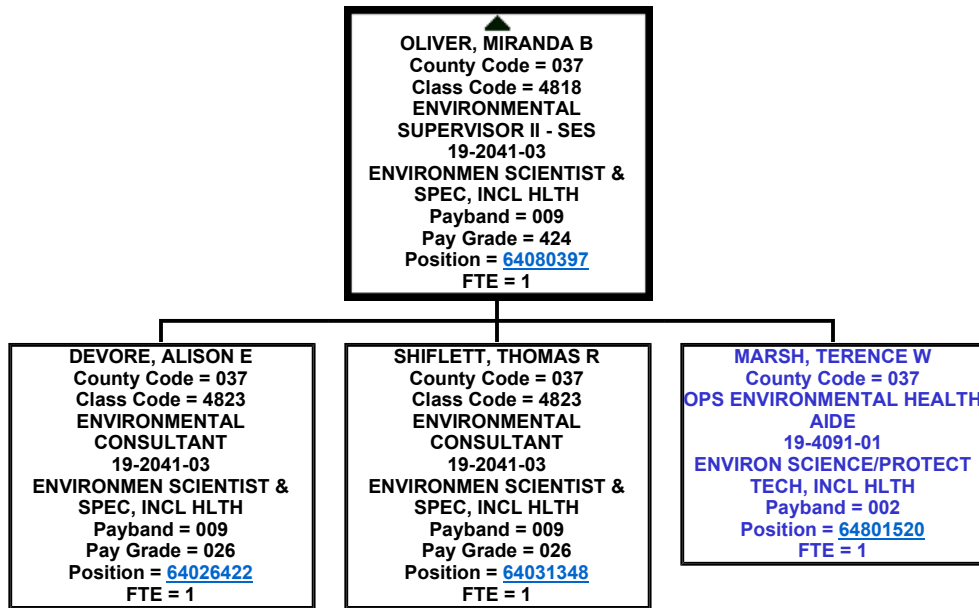 OLIVER, MIRANDA B
County Code = 037
Class Code = 4818
ENVIRONMENTAL
SUPERVISOR II - SES
19-2041-03
ENVIRONMEN SCIENTIST &
SPEC, INCL HLTH
Payband = 009
Pay Grade = 424
Position = 64080397
FTE = 1
DEVORE, ALISON E
County Code = 037
Class Code = 4823
ENVIRONMENTAL
CONSULTANT
19-2041-03
ENVIRONMEN SCIENTIST &
SPEC, INCL HLTH
Payband = 009
Pay Grade = 026
Position = 64026422
FTE = 1
SHIFLETT, THOMAS R
County Code = 037
Class Code = 4823
ENVIRONMENTAL
CONSULTANT
19-2041-03
ENVIRONMEN SCIENTIST &
SPEC, INCL HLTH
Payband = 009
Pay Grade = 026
Position = 64031348
FTE = 1
MARSH, TERENCE W
County Code = 037
OPS ENVIRONMENTAL HEALTH
AIDE
19-4091-01
ENVIRON SCIENCE/PROTECT
TECH, INCL HLTH
Payband = 002
Position = 64801520
FTE = 1